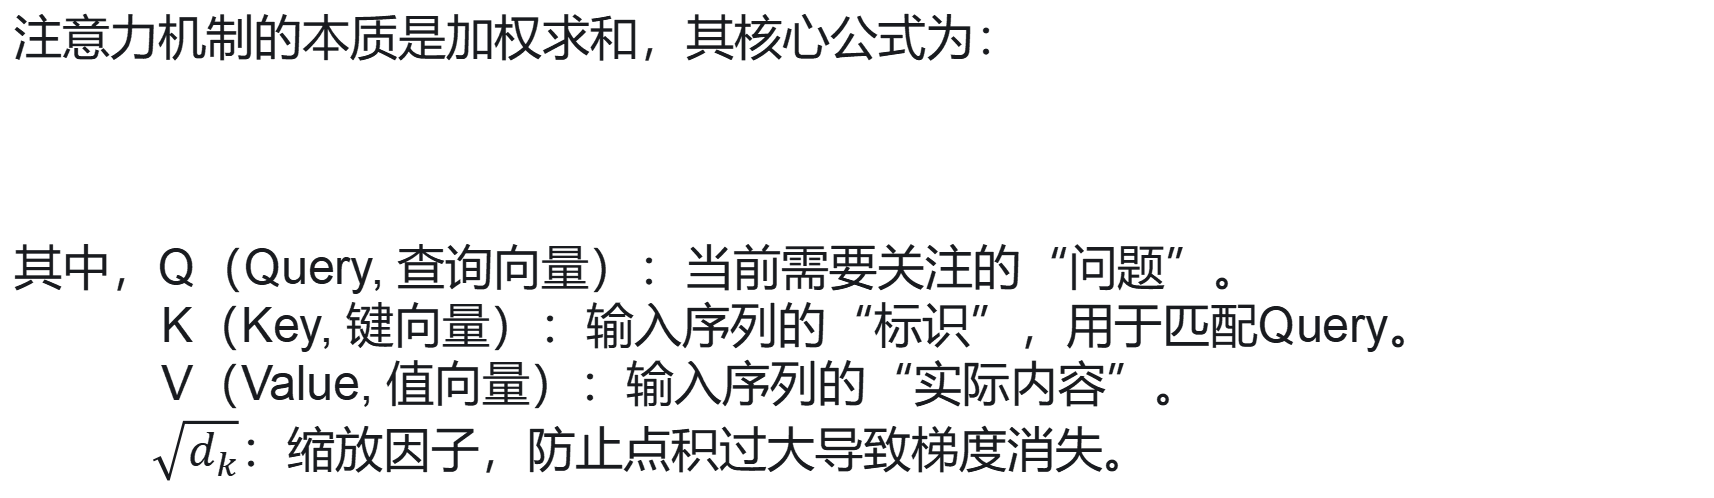 注意力机制的本质是加权求和，其核心公式为：
其中，Q（Query, 查询向量）：当前需要关注的“问题”。
K（Key, 键向量）：输入序列的“标识”，用于匹配Query。
V（Value, 值向量）：输入序列的“实际内容”。
√d_k：缩放因子，防止点积过大导致梯度消失。